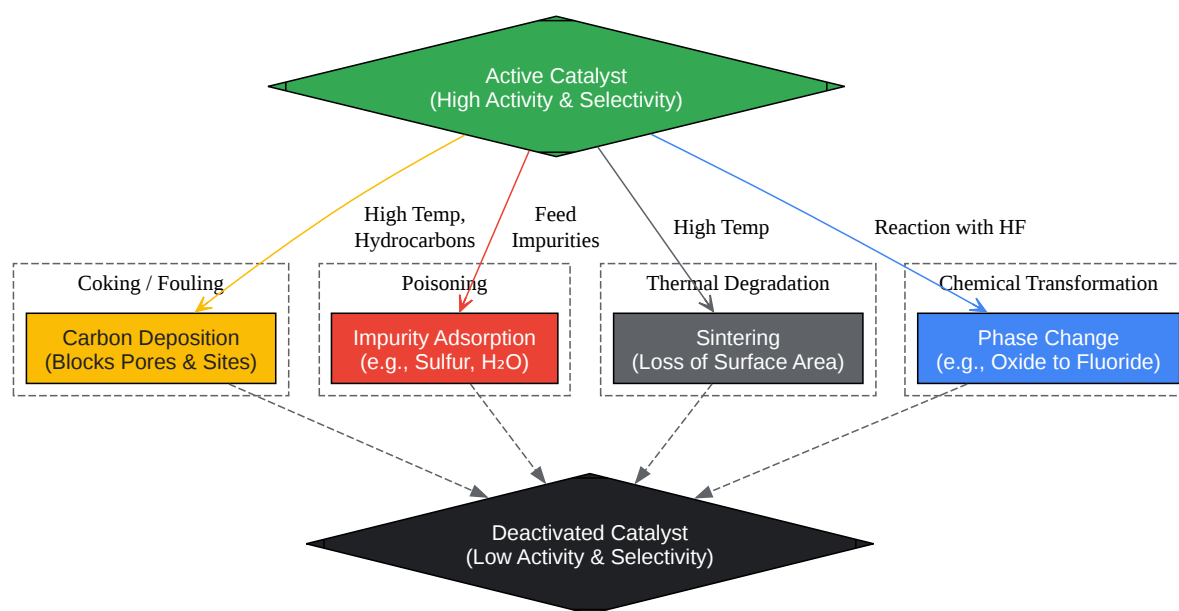 Active Catalyst
(High Activity & Selectivity)
High Temp,
Hydrocarbons
Feed
Impurities
High Temp
Reaction with HF
Coking / Fouling
Poisoning
Thermal Degradation
Chemical Transformation
Carbon Deposition
(Blocks Pores & Sites)
Impurity Adsorption
(e.g., Sulfur, H₂O)
Sintering
(Loss of Surface Area)
Phase Change
(e.g., Oxide to Fluoride)
Deactivated Catalyst
(Low Activity & Selectivity)